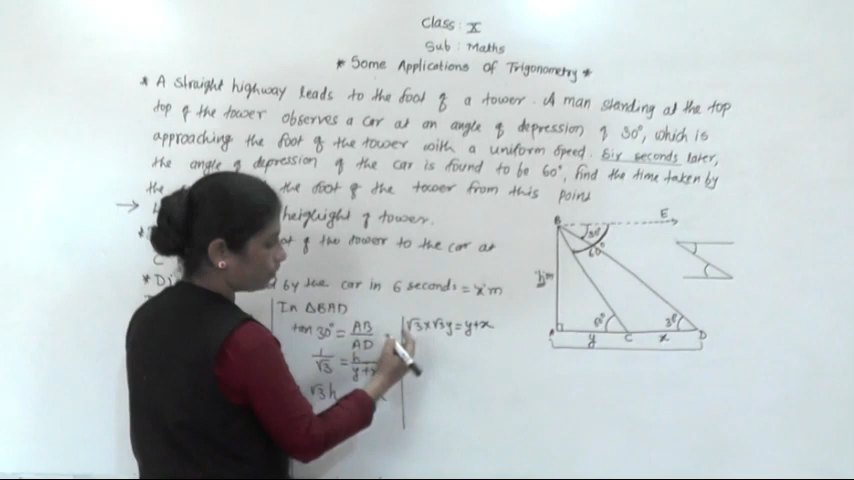 Class: X
Sub: Maths
* Some Applications of Trigonometry *
* A straight highway leads to the foot of a tower. A man standing at the top
top of the tower observes a car at an angle of depression of 30°, which is
approaching the foot of the tower with a uniform speed. Six seconds later,
the angle of depression of the car is found to be 60°, find the time taken by
the the foot of the tower from this point
→ heighight of tower.
* of the tower to the car at
C
* Di by the car in 6 seconds = x m
In ΔBAD
tan 30° = AB/AD
1/√3 = h/y+x
√3h
√3 x √3y = y+x
B
E
30°
60°
hm
60°
30°
A
y
C
x
D